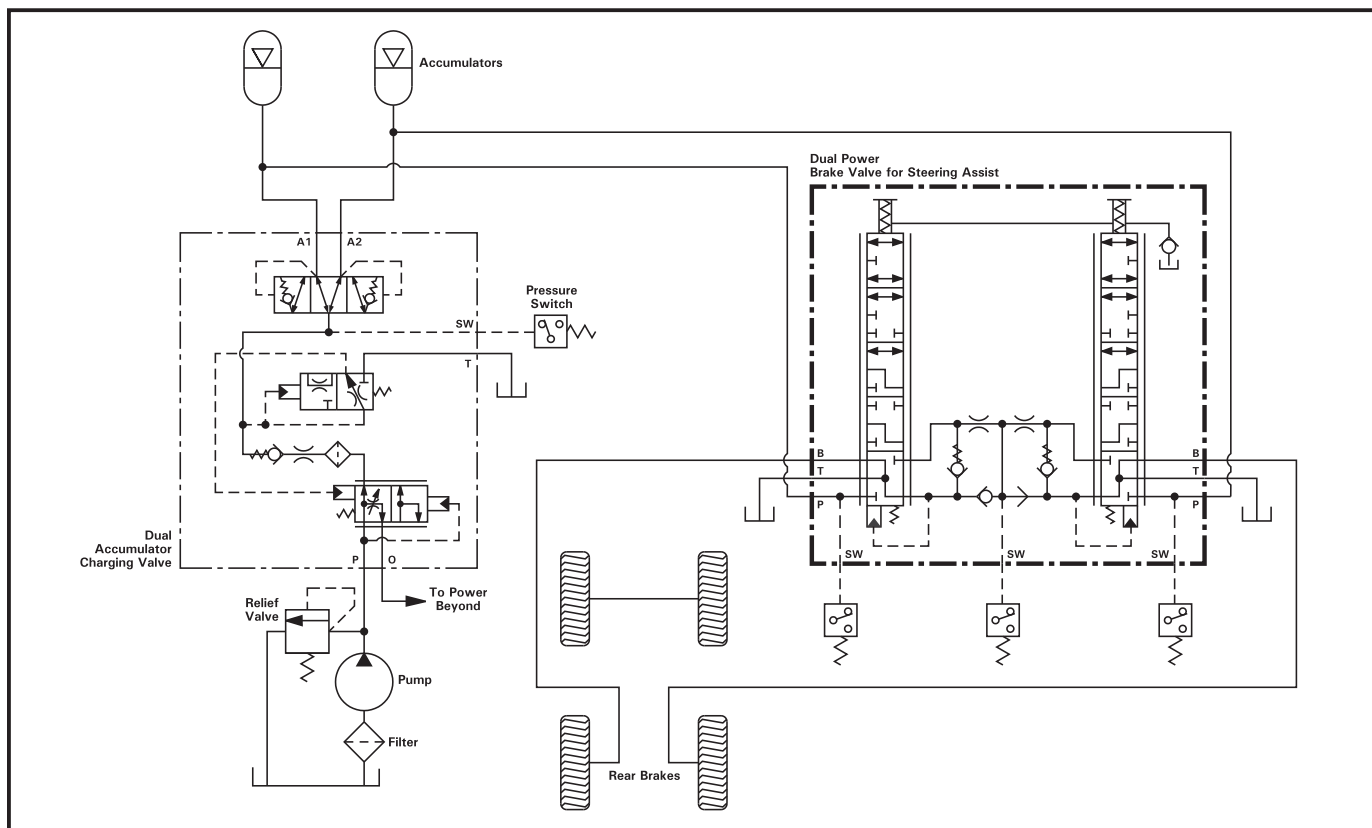 Accumulators
Dual Power
Brake Valve for Steering Assist
A1
A2
Pressure
Switch
SW
T
B
T
P
B
T
P
Dual
Accumulator
Charging Valve
P
O
SW
SW
SW
To Power
Beyond
Relief
Valve
Pump
Filter
Rear Brakes